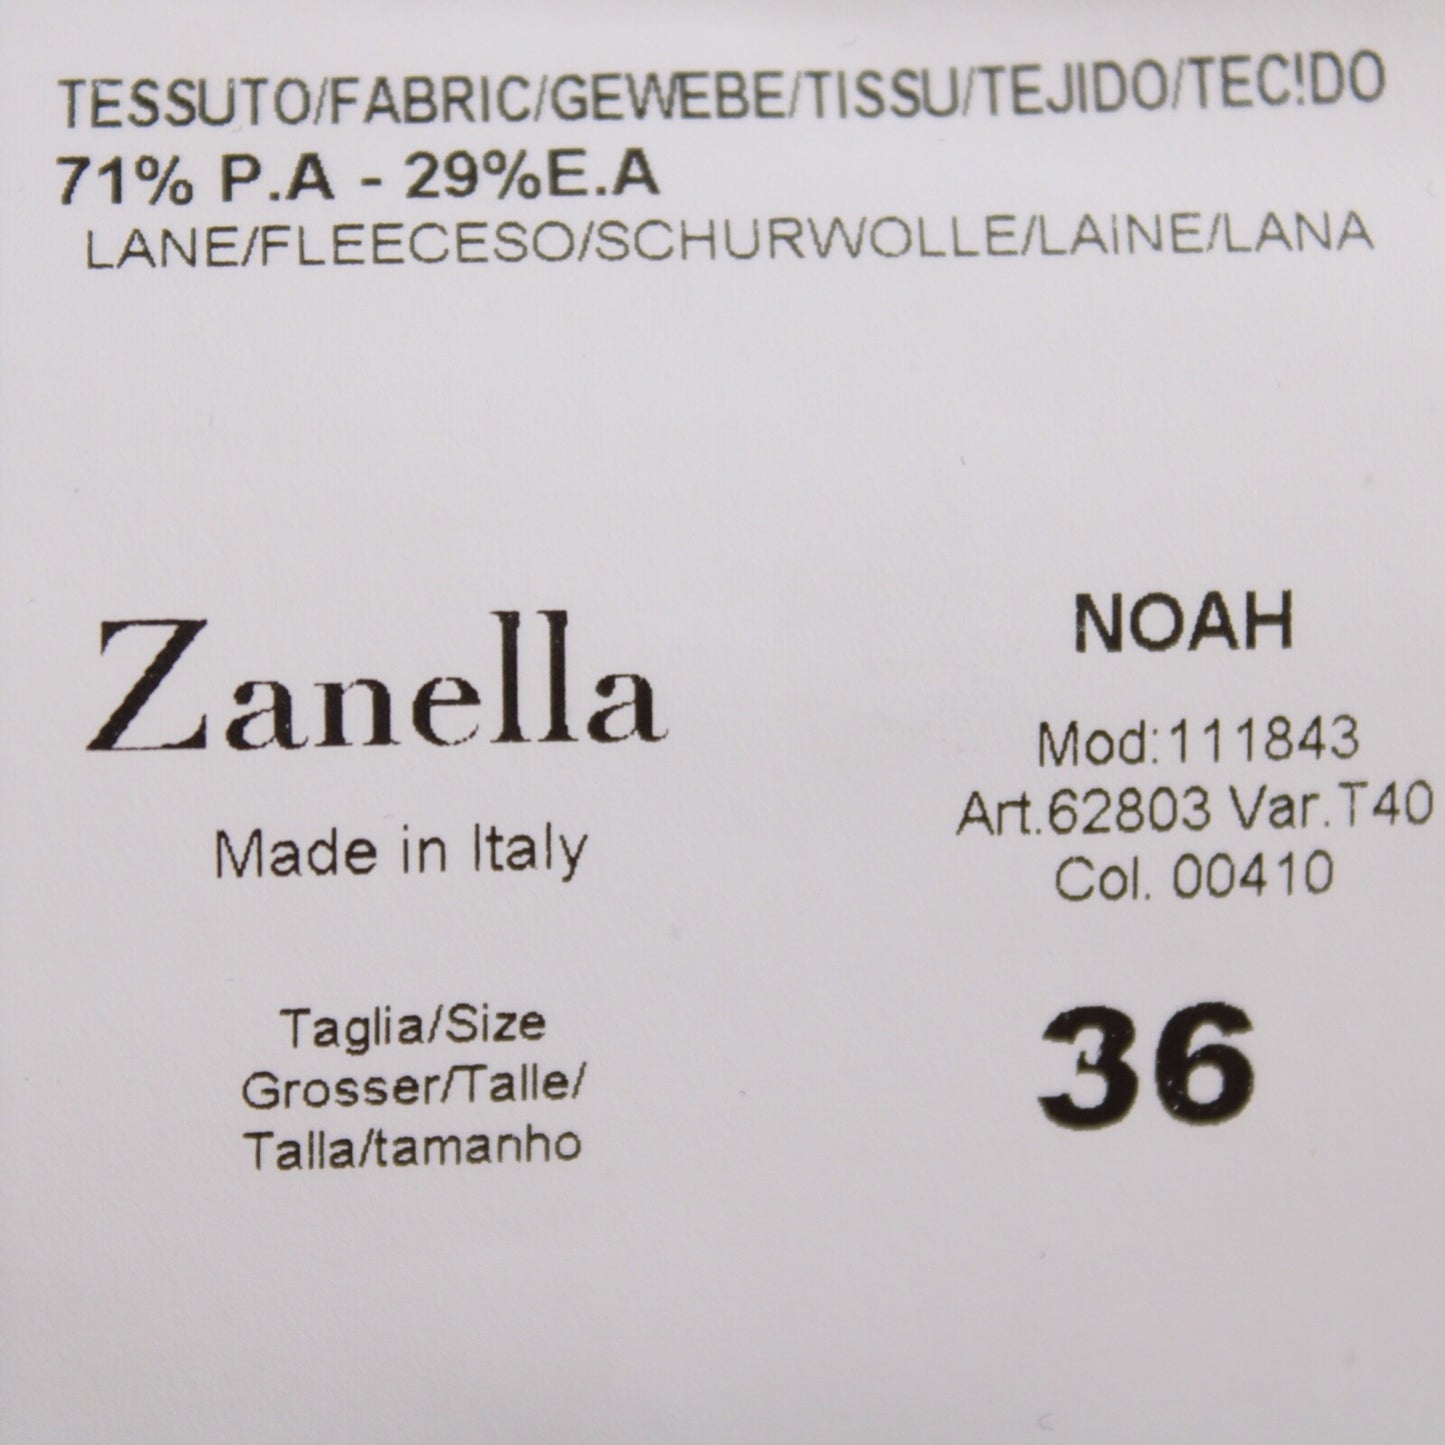 TESSUTO/FABRIC/GEWEBE/TISSU/TEJIDO/TEC!DO
71% P.A - 29%E.A
LANE/FLEECESO/SCHURWOLLE/LAINE/LANA
Zanella
Made in Italy
Taglia/Size
Grosser/Talle/
Talla/tamanho
NOAH
Mod:111843
Art.62803 Var.T40
Col. 00410
36